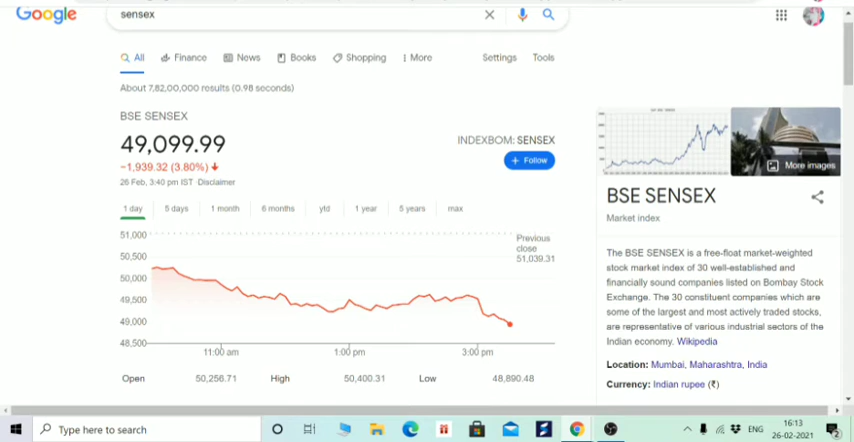 Google
sensex
All Finance News Books Shopping More Settings Tools
About 7,82,00,000 results (0.98 seconds)
BSE SENSEX
49,099.99
INDEXBOM: SENSEX
−1,939.32 (3.80%)
+ Follow
26 Feb, 3:40 pm IST · Disclaimer
1 day 5 days 1 month 6 months ytd 1 year 5 years max
51,000
50,500
50,000
49,500
49,000
48,500
Previous
close
51,039.31
11:00 am 1:00 pm 3:00 pm
Open 50,256.71 High 50,400.31 Low 48,890.48
More images
BSE SENSEX
Market index
The BSE SENSEX is a free-float market-weighted
stock market index of 30 well-established and
financially sound companies listed on Bombay Stock
Exchange. The 30 constituent companies which are
some of the largest and most actively traded stocks,
are representative of various industrial sectors of the
Indian economy. Wikipedia
Location: Mumbai, Maharashtra, India
Currency: Indian rupee (₹)
Type here to search
ENG
16:13
26-02-2021
2